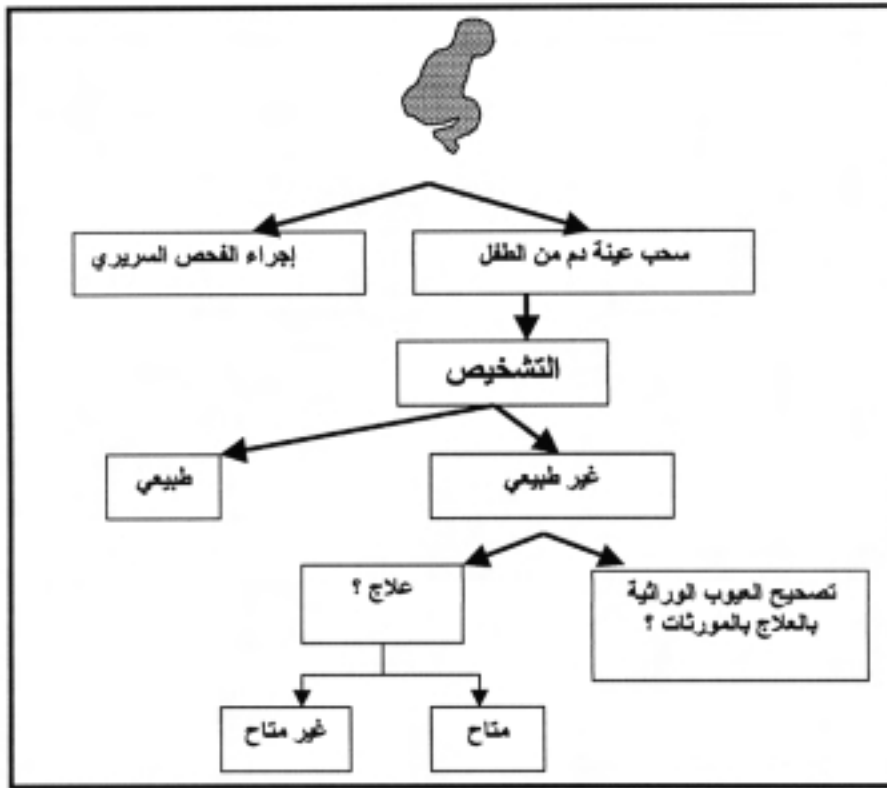 إجراء الفحص السريري
سحب عينة دم من الطفل
التشخيص
طبيعي
غير طبيعي
علاج ؟
تصحيح العيوب الوراثية
بالعلاج بالمورثات ؟
غير متاح
متاح